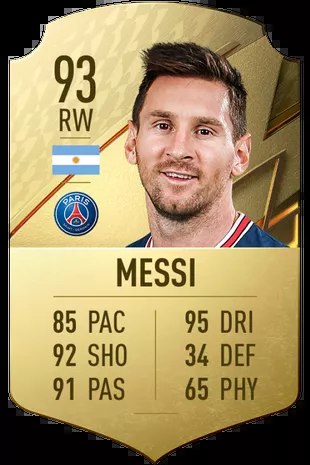 93
RW
PARIS
MESSI
85 PAC 95 DRI
92 SHO 34 DEF
91 PAS 65 PHY